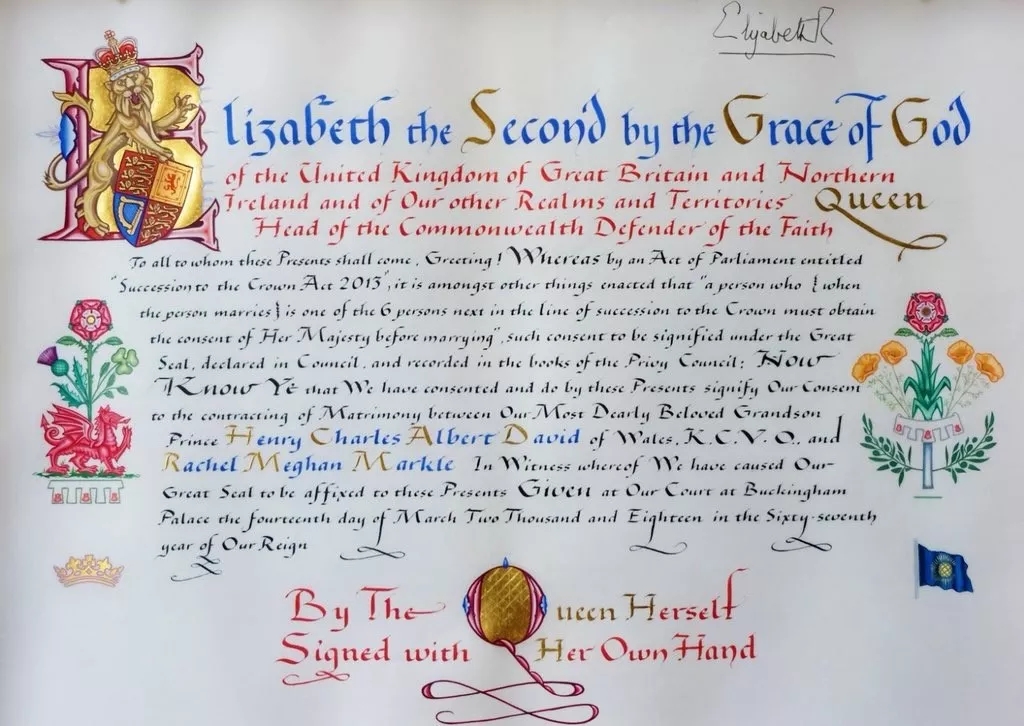 Elizabeth R
Elizabeth the Second by the Grace of God
of the United Kingdom of Great Britain and Northern
Ireland and of Our other Realms and Territories Queen
Head of the Commonwealth Defender of the Faith
To all to whom these Presents shall come, Greeting! Whereas by an Act of Parliament entitled
"Succession to the Crown Act 2013", it is amongst other things enacted that "a person who { when
the person marries } is one of the 6 persons next in the line of succession to the Crown must obtain
the consent of Her Majesty before marrying", such consent to be signified under the Great
Seal, declared in Council, and recorded in the books of the Privy Council; Now
Know Ye that We have consented and do by these Presents signify Our Consent
to the contracting of Matrimony between Our Most Dearly Beloved Grandson
Prince Henry Charles Albert David of Wales, K.C.V.O., and
Rachel Meghan Markle In Witness whereof We have caused Our
Great Seal to be affixed to these Presents Given at Our Court at Buckingham
Palace the fourteenth day of March Two Thousand and Eighteen in the Sixty-seventh
year of Our Reign
By The Queen Herself
Signed with Her Own Hand